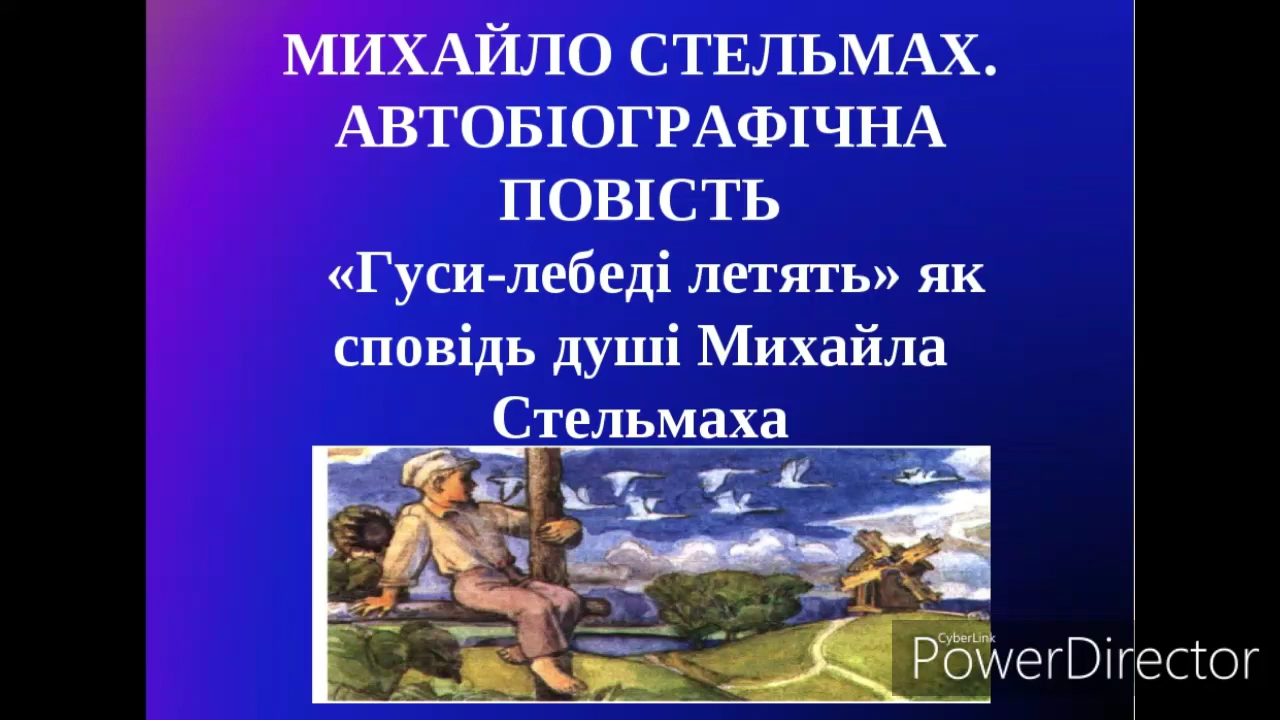 МИХАЙЛО СТЕЛЬМАХ.
АВТОБІОГРАФІЧНА
ПОВІСТЬ
«Гуси-лебеді летять» як
сповідь душі Михайла
Стельмаха
CyberLink
PowerDirector